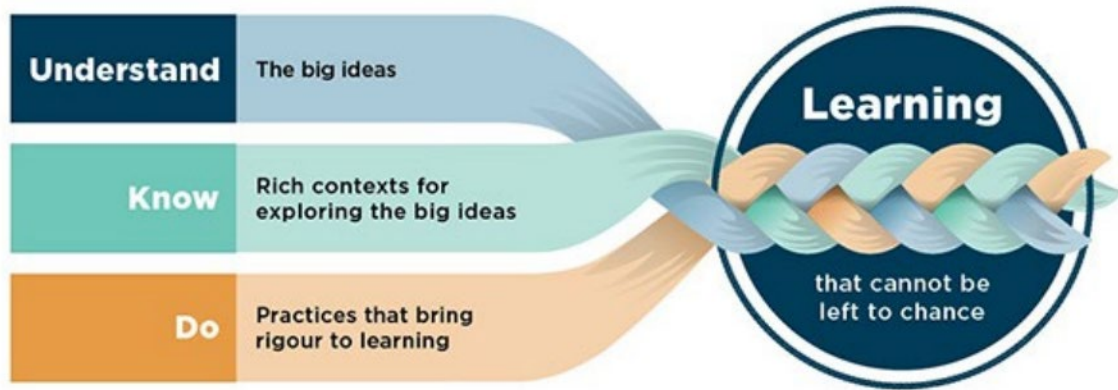 Understand
The big ideas
Know
Rich contexts for
exploring the big ideas
Do
Practices that bring
rigour to learning
Learning
that cannot be
left to chance